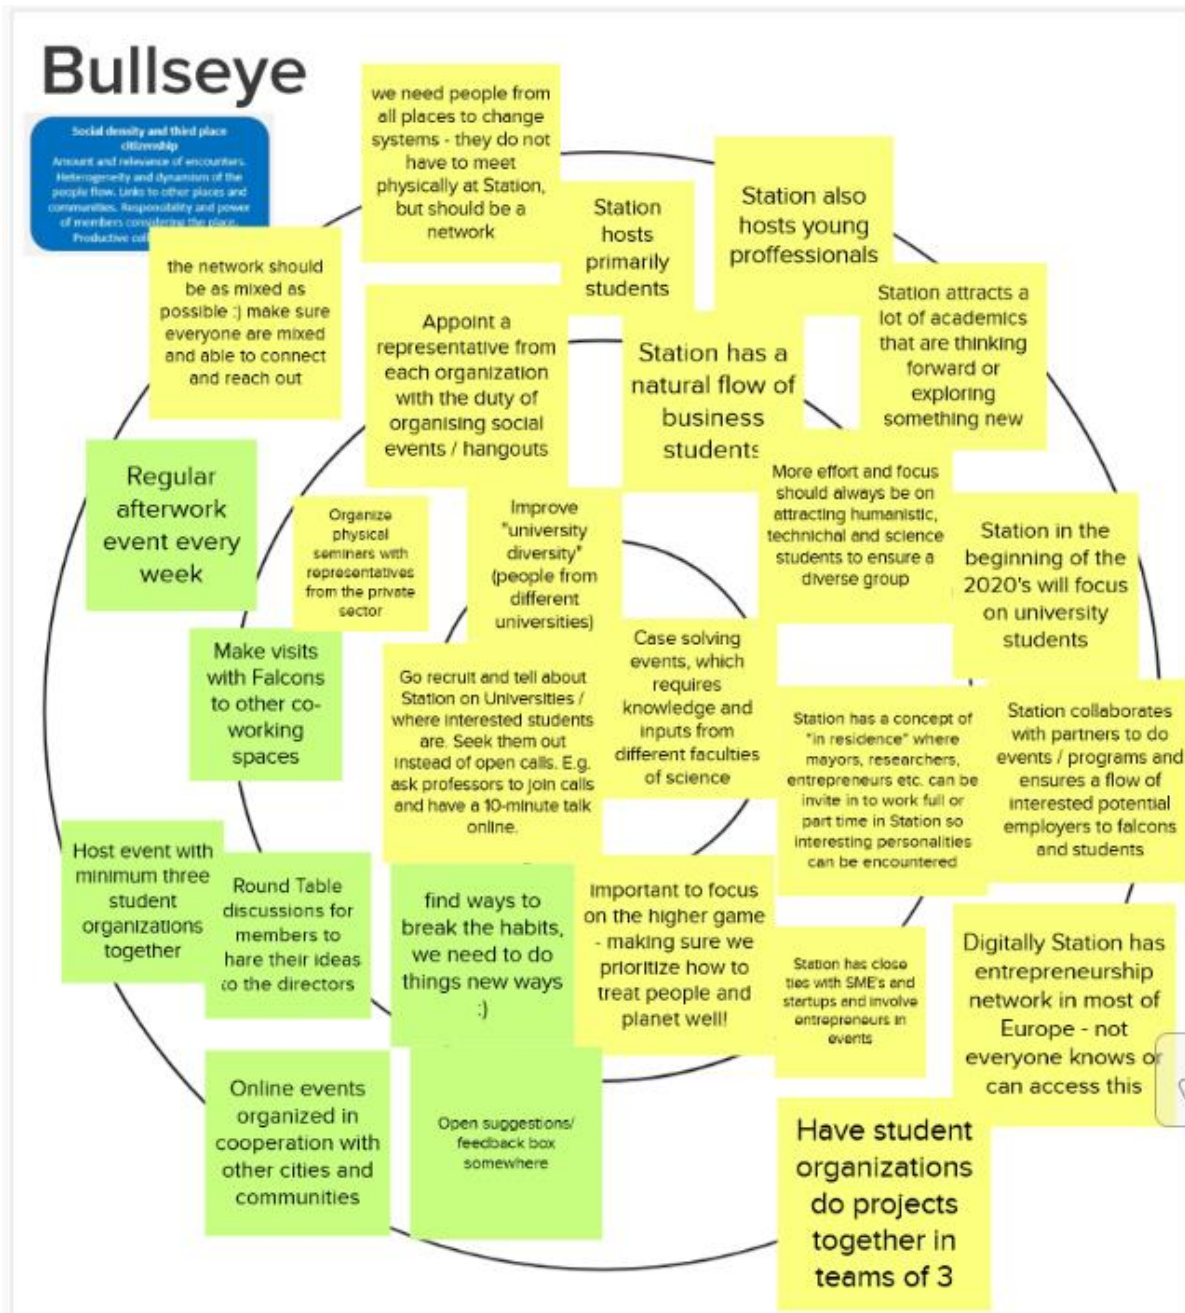 Bullseye
Social density and third place
citizenship
Amount and relevance of encounters.
Heterogeneity and dynamism of the
people flow. Links to other places and
communities. Responsibility and power
of members considering the place.
Productive
we need people from
all places to change
systems - they do not
have to meet
physically at Station,
but should be a
network
Station
hosts
primarily
students
Station also
hosts young
proffessionals
the network should
be as mixed as
possible :) make sure
everyone are mixed
and able to connect
and reach out
Appoint a
representative from
each organization
with the duty of
organising social
events / hangouts
Station has a
natural flow of
business
students
Station attracts a
lot of academics
that are thinking
forward or
exploring
something new
Regular
afterwork
event every
week
Organize
physical
seminars with
representatives
from the private
sector
Improve
"university
diversity"
(people from
different
universities)
More effort and focus
should always be on
attracting humanistic,
technichal and science
students to ensure a
diverse group
Station in the
beginning of the
2020's will focus
on university
students
Make visits
with Falcons
to other co-
working
spaces
Go recruit and tell about
Station on Universities /
where interested students
are. Seek them out
instead of open calls. E.g.
ask professors to join calls
and have a 10-minute talk
online.
Case solving
events, which
requires
knowledge and
inputs from
different faculties
of science
Station has a concept of
"in residence" where
mayors, researchers,
entrepreneurs etc. can be
invite in to work full or
part time in Station so
interesting personalities
can be encountered
Station collaborates
with partners to do
events / programs and
ensures a flow of
interested potential
employers to falcons
and students
Host event with
minimum three
student
organizations
together
Round Table
discussions for
members to
hare their ideas
to the directors
find ways to
break the habits,
we need to do
things new ways
:)
important to focus
on the higher game
- making sure we
prioritize how to
treat people and
planet well!
Station has close
ties with SME's and
startups and involve
entrepreneurs in
events
Digitally Station has
entrepreneurship
network in most of
Europe - not
everyone knows or
can access this
Online events
organized in
cooperation with
other cities and
communities
Open suggestions/
feedback box
somewhere
Have student
organizations
do projects
together in
teams of 3